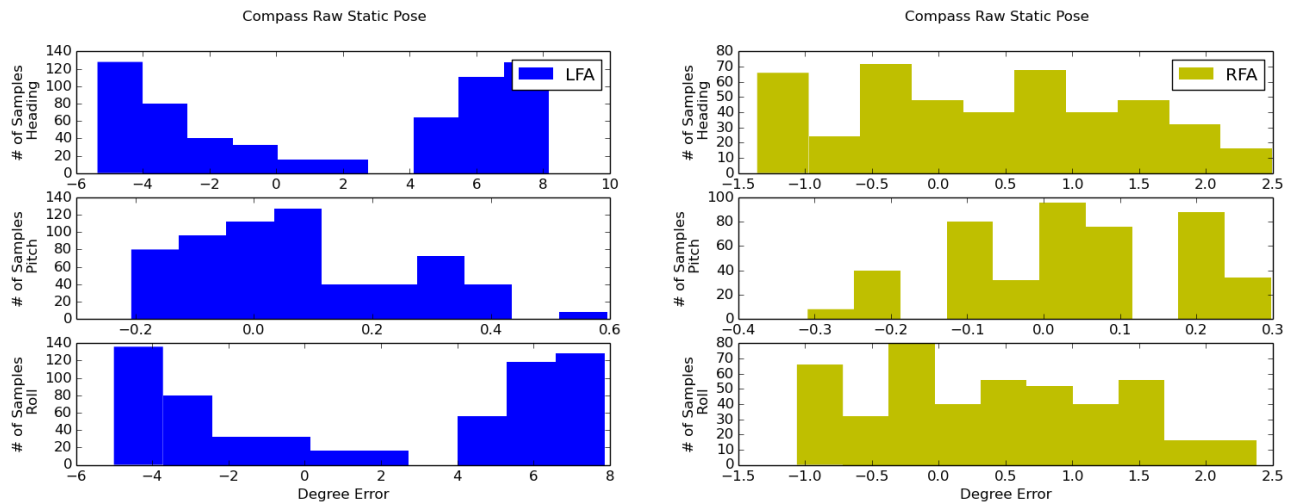 Compass Raw Static Pose
# of Samples
Heading
140
120
100
80
60
40
20
0
LFA
−6 −4 −2 0 2 4 6 8 10
# of Samples
Pitch
140
120
100
80
60
40
20
0
−0.2 0.0 0.2 0.4 0.6
# of Samples
Roll
140
120
100
80
60
40
20
0
−6 −4 −2 0 2 4 6 8
Degree Error
Compass Raw Static Pose
# of Samples
Heading
80
70
60
50
40
30
20
10
0
RFA
−1.5 −1.0 −0.5 0.0 0.5 1.0 1.5 2.0 2.5
# of Samples
Pitch
100
80
60
40
20
0
−0.4 −0.3 −0.2 −0.1 0.0 0.1 0.2 0.3
# of Samples
Roll
80
70
60
50
40
30
20
10
0
−1.5 −1.0 −0.5 0.0 0.5 1.0 1.5 2.0 2.5
Degree Error